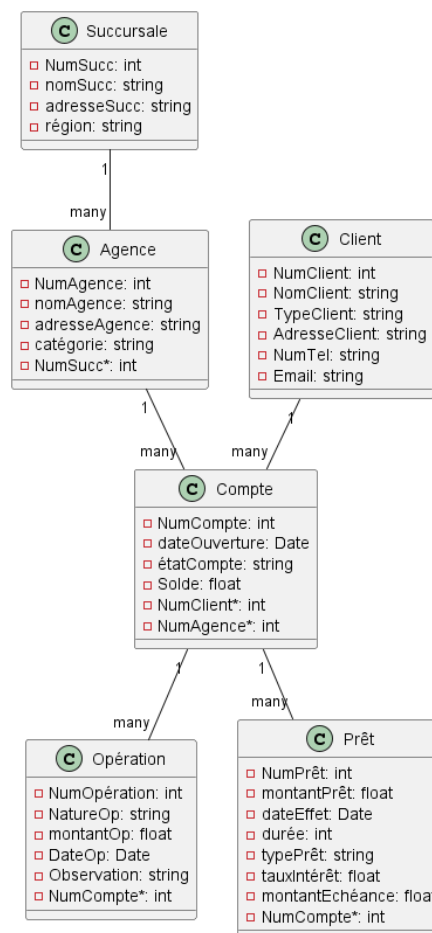 C Succursale
NumSucc: int
nomSucc: string
adresseSucc: string
région: string
1
many
C Agence
NumAgence: int
nomAgence: string
adresseAgence: string
catégorie: string
NumSucc*: int
C Client
NumClient: int
NomClient: string
TypeClient: string
AdresseClient: string
NumTel: string
Email: string
1
many
1
many
C Compte
NumCompte: int
dateOuverture: Date
étatCompte: string
Solde: float
NumClient*: int
NumAgence*: int
1
many
1
many
C Opération
NumOpération: int
NatureOp: string
montantOp: float
DateOp: Date
Observation: string
NumCompte*: int
C Prêt
NumPrêt: int
montantPrêt: float
dateEffet: Date
durée: int
typePrêt: string
tauxIntérêt: float
montantEchéance: float
NumCompte*: int